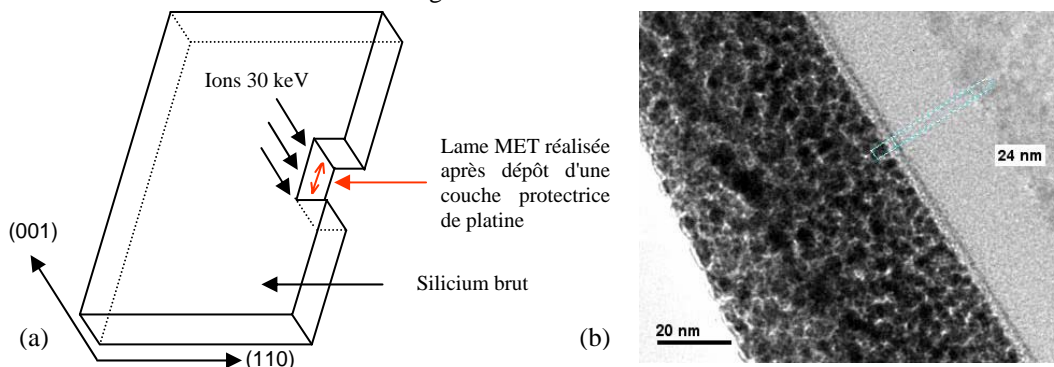 Ions 30 keV
Lame MET réalisée
après dépôt d'une
couche protectrice
de platine
(001)
Silicium brut
(a)
(110)
(b)
24 nm
20 nm